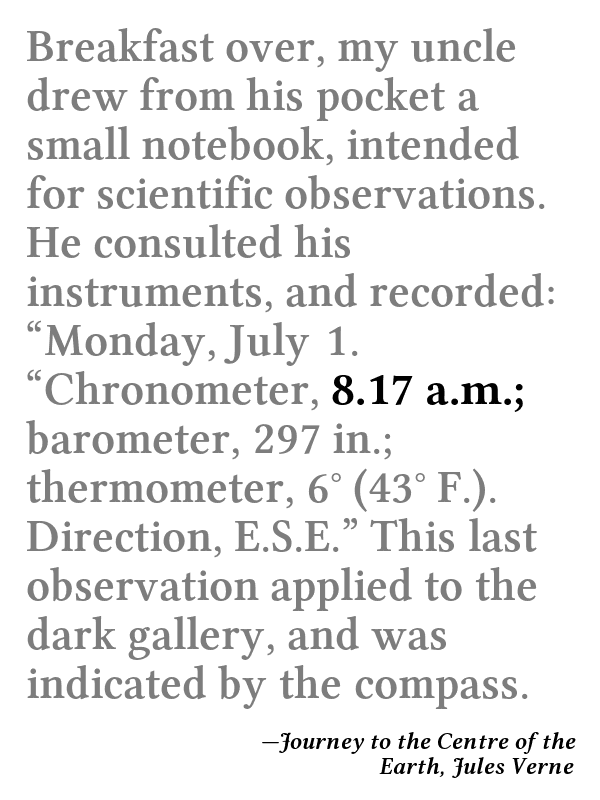 Breakfast over, my uncle
drew from his pocket a
small notebook, intended
for scientific observations.
He consulted his
instruments, and recorded:
“Monday, July 1.
“Chronometer, 8.17 a.m.;
barometer, 297 in.;
thermometer, 6° (43° F.).
Direction, E.S.E.” This last
observation applied to the
dark gallery, and was
indicated by the compass.
—Journey to the Centre of the
Earth, Jules Verne